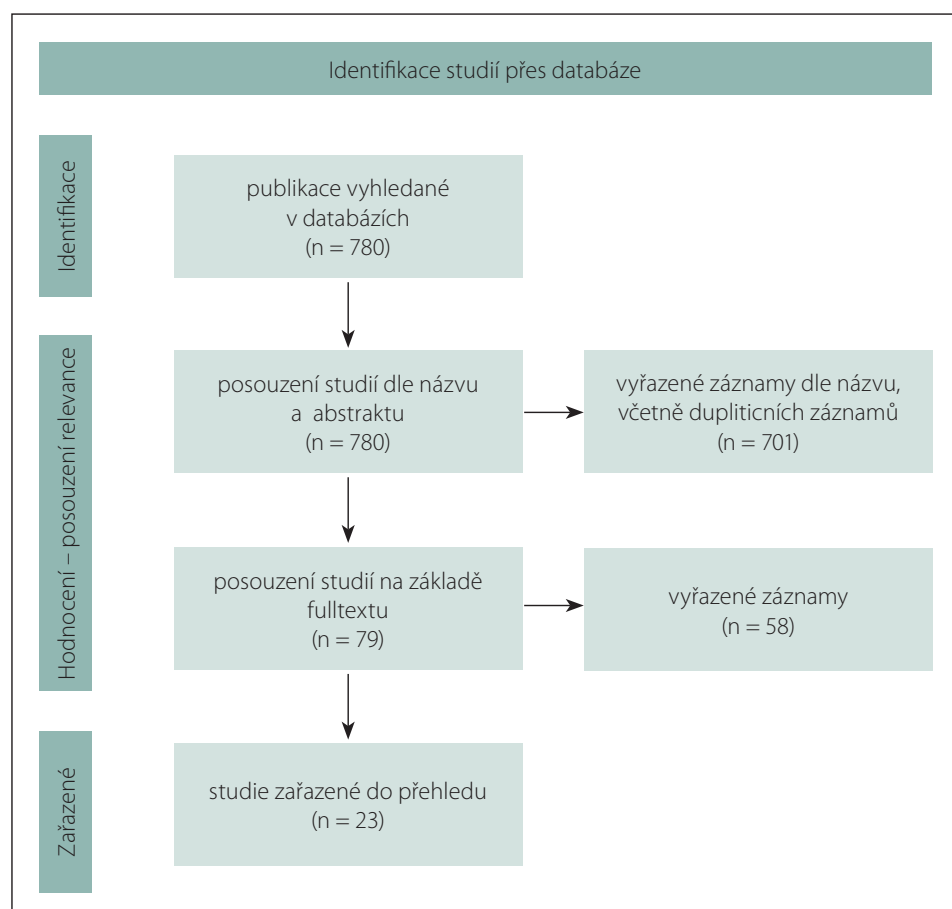 Identifikace studií přes databáze
Identifikace
publikace vyhledané
v databázích
(n = 780)
Hodnocení – posouzení relevance
posouzení studií dle názvu
a abstraktu
(n = 780)
vyřazené záznamy dle názvu,
včetně dupliticních záznamů
(n = 701)
posouzení studií na základě
fulltextu
(n = 79)
vyřazené záznamy
(n = 58)
Zařazené
studie zařazené do přehledu
(n = 23)